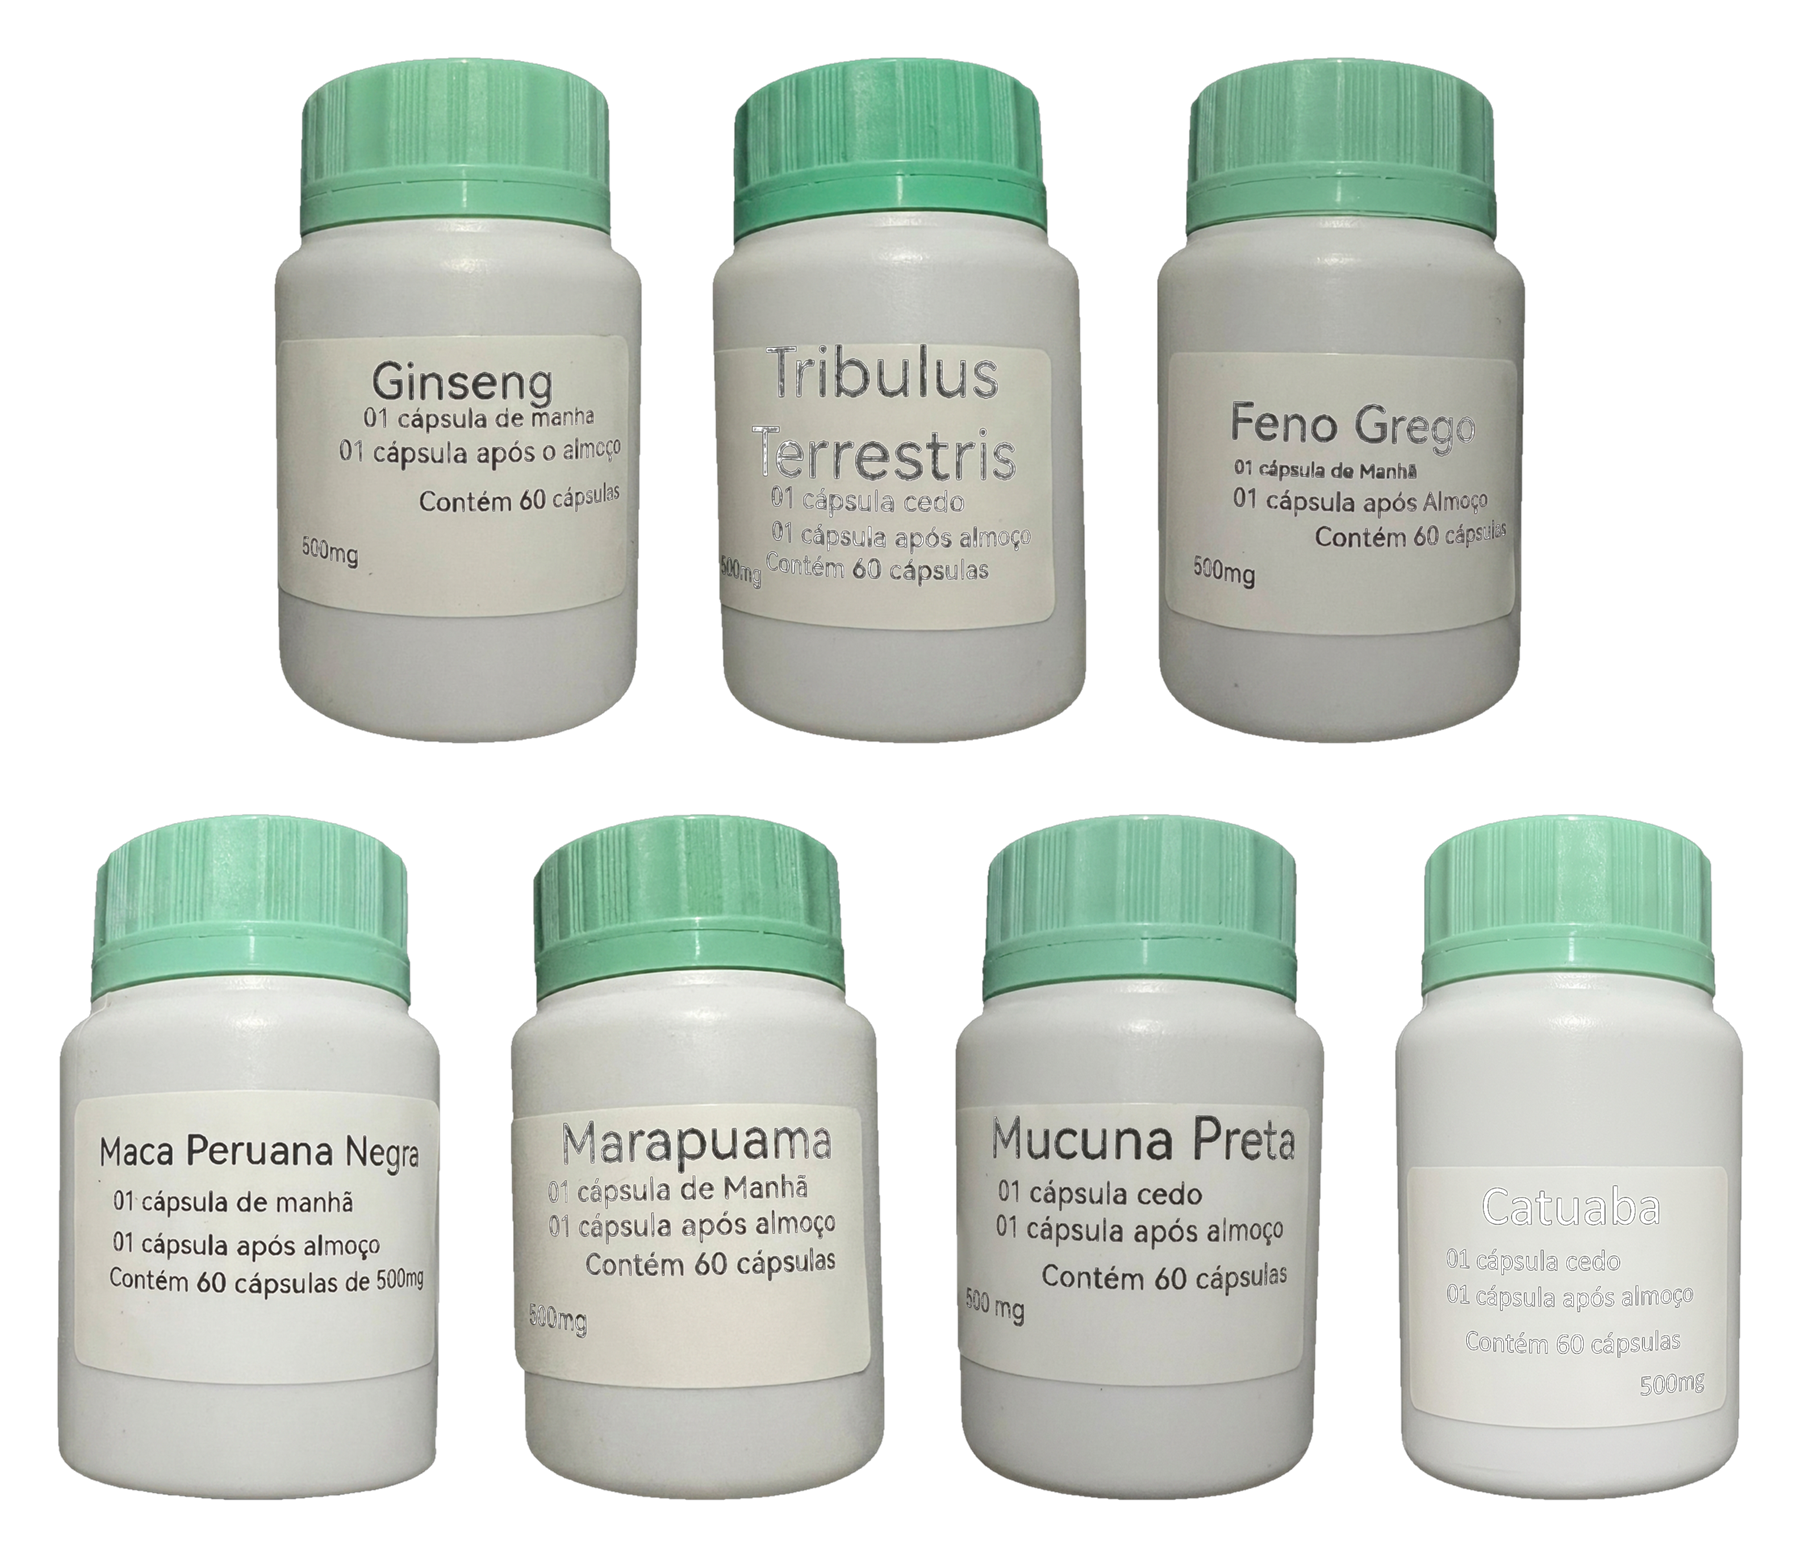 Ginseng
01 cápsula de manha
01 cápsula após o almoço
Contém 60 cápsulas
500mg
Tribulus
Terrestris
01 cápsula cedo
01 cápsula após almoço
Contém 60 cápsulas
500mg
Feno Grego
01 cápsula de Manhã
01 cápsula após Almoço
Contém 60 cápsulas
500mg
Maca Peruana Negra
01 cápsula de manhã
01 cápsula após almoço
Contém 60 cápsulas de 500mg
Marapuama
01 cápsula de Manhã
01 cápsula após almoço
Contém 60 cápsulas
500mg
Mucuna Preta
01 cápsula cedo
01 cápsula após almoço
Contém 60 cápsulas
500 mg
Catuaba
01 cápsula cedo
01 cápsula após almoço
Contém 60 cápsulas
500mg